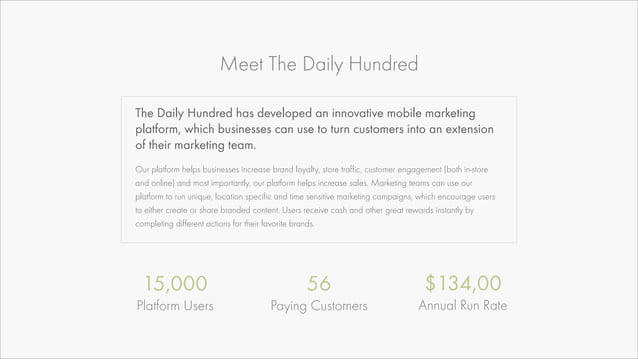 Meet The Daily Hundred
The Daily Hundred has developed an innovative mobile marketing
platform, which businesses can use to turn customers into an extension
of their marketing team.
Our platform helps businesses increase brand loyalty, store traffic, customer engagement (both in-store
and online) and most importantly, our platform helps increase sales. Marketing teams can use our
platform to run unique, location specific and time sensitive marketing campaigns, which encourage users
to either create or share branded content. Users receive cash and other great rewards instantly by
completing different actions for their favorite brands.
15,000 56 $134,00
Platform Users Paying Customers Annual Run Rate